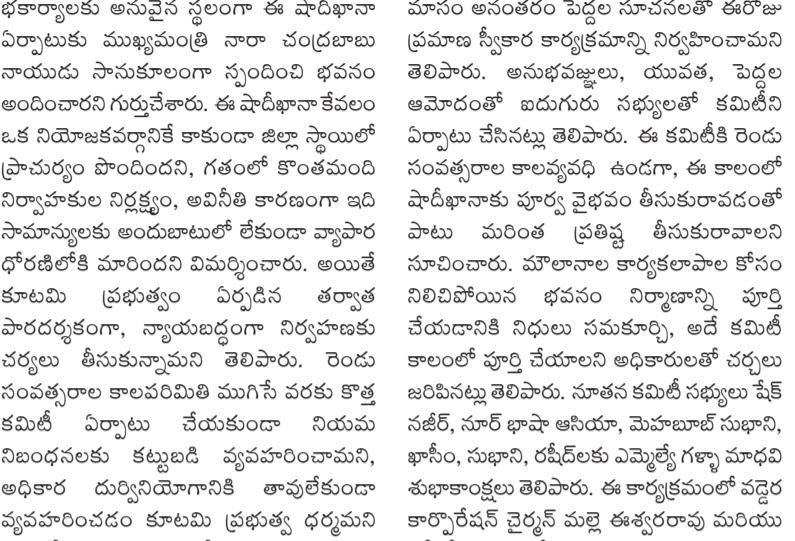 భకార్యాలకు అనువైన స్థలంగా ఈ షాదీఖానా
ఏర్పాటుకు ముఖ్యమంత్రి నారా చంద్రబాబు
నాయుడు సానుకూలంగా స్పందించి భవనం
అందించారని గుర్తుచేశారు. ఈ షాదీఖానా కేవలం
ఒక నియోజకవర్గానికే కాకుండా జిల్లా స్థాయిలో
ప్రాచుర్యం పొందిందని, గతంలో కొంతమంది
నిర్వాహకుల నిర్లక్ష్యం, అవినీతి కారణంగా ఇది
సామాన్యులకు అందుబాటులో లేకుండా వ్యాపార
ధోరణిలోకి మారిందని విమర్శించారు. అయితే
కూటమి ప్రభుత్వం ఏర్పడిన తర్వాత
పారదర్శకంగా, న్యాయబద్ధంగా నిర్వహణకు
చర్యలు తీసుకున్నామని తెలిపారు. రెండు
సంవత్సరాల కాలపరిమితి ముగిసే వరకు కొత్త
కమిటీ ఏర్పాటు చేయకుండా నియమ
నిబంధనలకు కట్టుబడి వ్యవహరించామని,
అధికార దుర్వినియోగానికి తావులేకుండా
వ్యవహరించడం కూటమి ప్రభుత్వ ధర్మమని
మాసం అనంతరం పెద్దల సూచనలతో ఈరోజు
ప్రమాణ స్వీకార కార్యక్రమాన్ని నిర్వహించామని
తెలిపారు. అనుభవజ్ఞులు, యువత, పెద్దల
ఆమోదంతో ఐదుగురు సభ్యులతో కమిటీని
ఏర్పాటు చేసినట్లు తెలిపారు. ఈ కమిటీకి రెండు
సంవత్సరాల కాలవ్యవధి ఉండగా, ఈ కాలంలో
షాదీఖానాకు పూర్వ వైభవం తీసుకురావడంతో
పాటు మరింత ప్రతిష్ట తీసుకురావాలని
సూచించారు. మౌలానాల కార్యకలాపాల కోసం
నిలిచిపోయిన భవనం నిర్మాణాన్ని పూర్తి
చేయడానికి నిధులు సమకూర్చి, అదే కమిటీ
కాలంలో పూర్తి చేయాలని అధికారులతో చర్చలు
జరిపినట్లు తెలిపారు. నూతన కమిటీ సభ్యులు షేక్
నజీర్, నూర్ భాషా ఆసియా, మెహబూబ్ సుభాని,
ఖాసీం, సుభాని, రషీద్‌లకు ఎమ్మెల్యే గళ్ళా మాధవి
శుభాకాంక్షలు తెలిపారు. ఈ కార్యక్రమంలో వడ్డెర
కార్పొరేషన్ చైర్మన్ మల్లె ఈశ్వరరావు మరియు